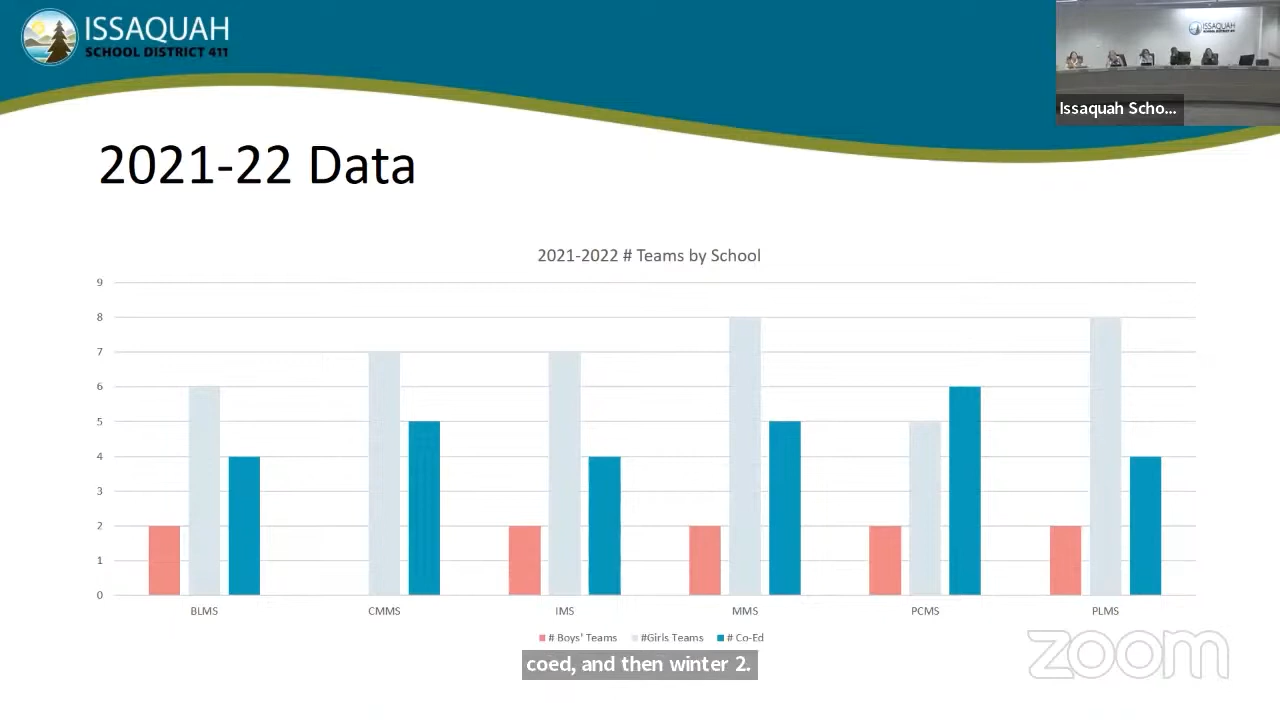 ISSAQUAH
SCHOOL DISTRICT 411
ISSAQUAH
Issaquah Scho...
2021-22 Data
2021-2022 # Teams by School
9
8
7
6
5
4
3
2
1
0
BLMS CMMS IMS MMS PCMS PLMS
# Boys' Teams #Girls Teams # Co-Ed
coed, and then winter 2.
zoom